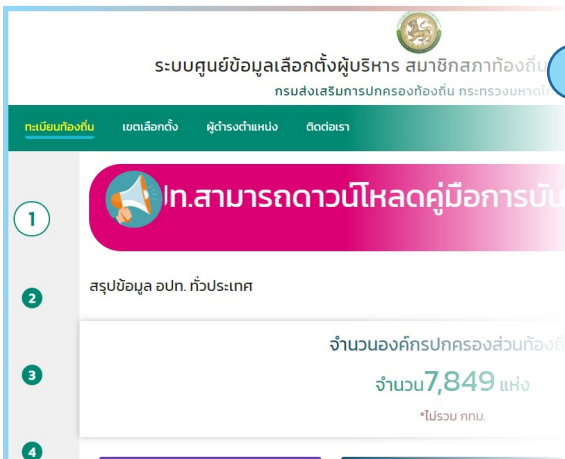 ระบบศูนย์ข้อมูลเลือกตั้งผู้บริหาร สมาชิกสภาท้องถิ่น
กรมส่งเสริมการปกครองท้องถิ่น กระทรวงมหาดไ
ทะเบียนท้องถิ่น เขตเลือกตั้ง ผู้ดำรงตำแหน่ง ติดต่อเรา
ปท.สามารถดาวน์โหลดคู่มือการบัน
1
สรุปข้อมูล อปท. ทั่วประเทศ
2
จำนวนองค์กรปกครองส่วนท้องถิ่
3
จำนวน7,849 แห่ง
*ไม่รวม กทม.
4